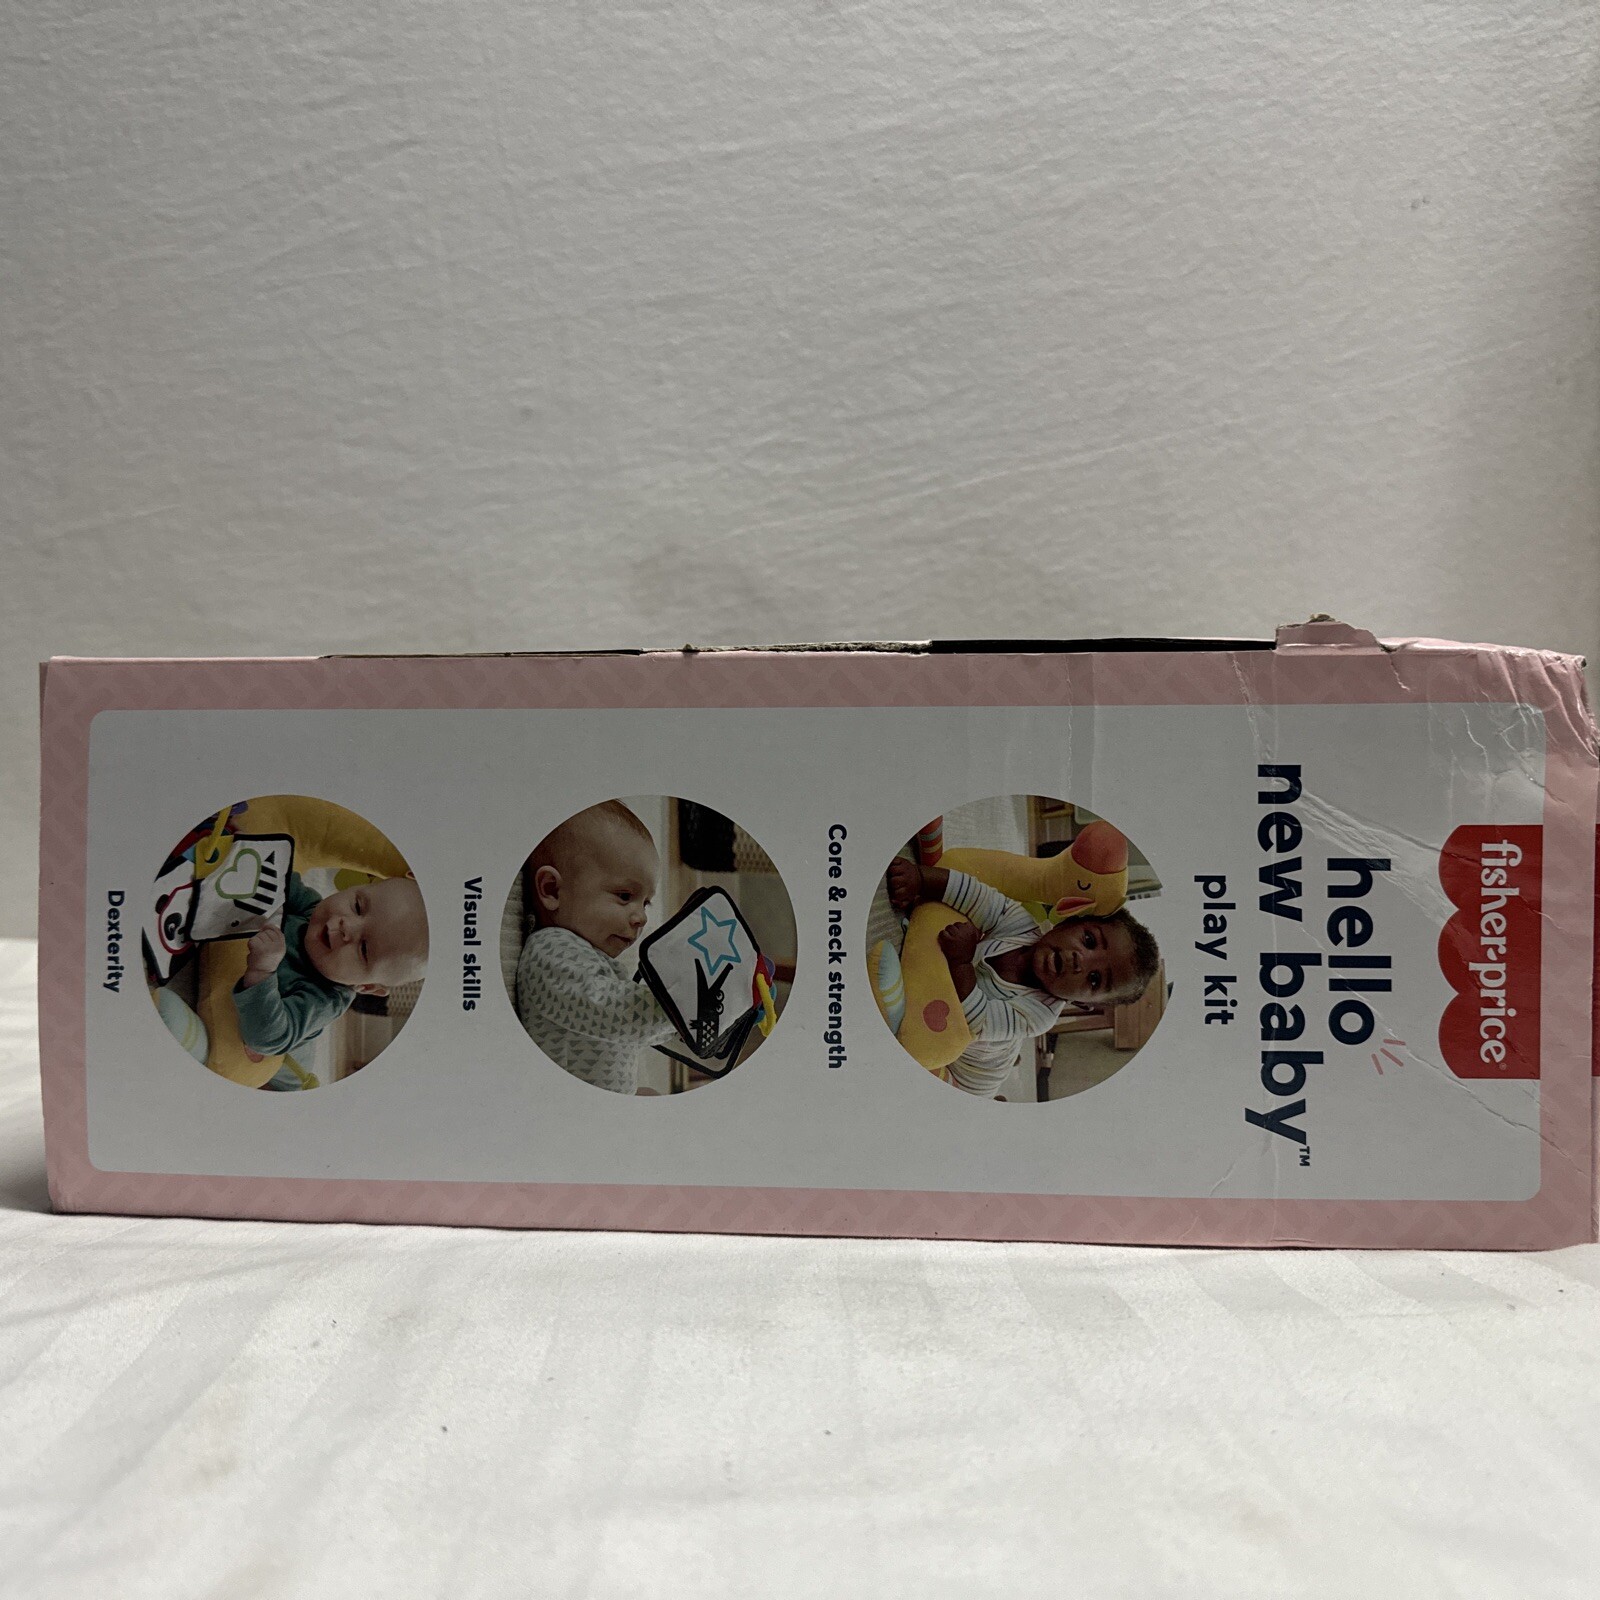 fisher-price®
hello
new baby™
play kit
Core & neck strength
Visual skills
Dexterity